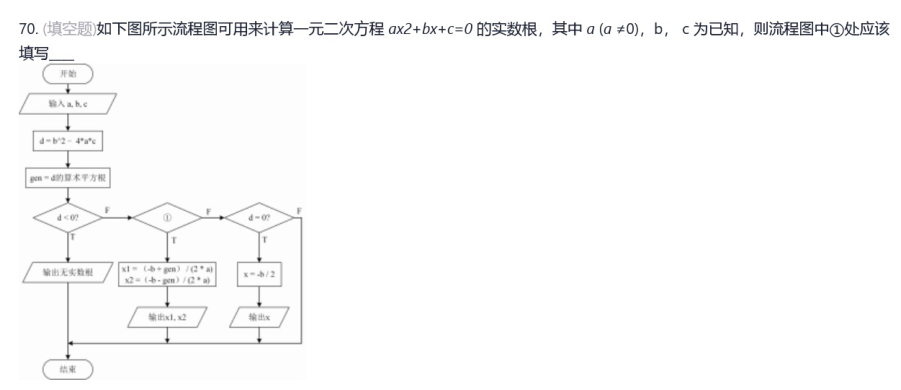 70. (填空题)如下图所示流程图可用来计算一元二次方程 ax2+bx+c=0 的实数根，其中 a (a ≠0)，b， c 为已知，则流程图中①处应该
填写____
开始
输入 a, b, c
d=b^2- 4*a*c
gen=d的算术平方根
d<0?
F
①
F
d=0?
F
T
T
T
输出无实数根
x1=（-b+gen）/(2*a)
x2=（-b-gen）/(2*a)
x=-b/2
输出x1, x2
输出x
结束